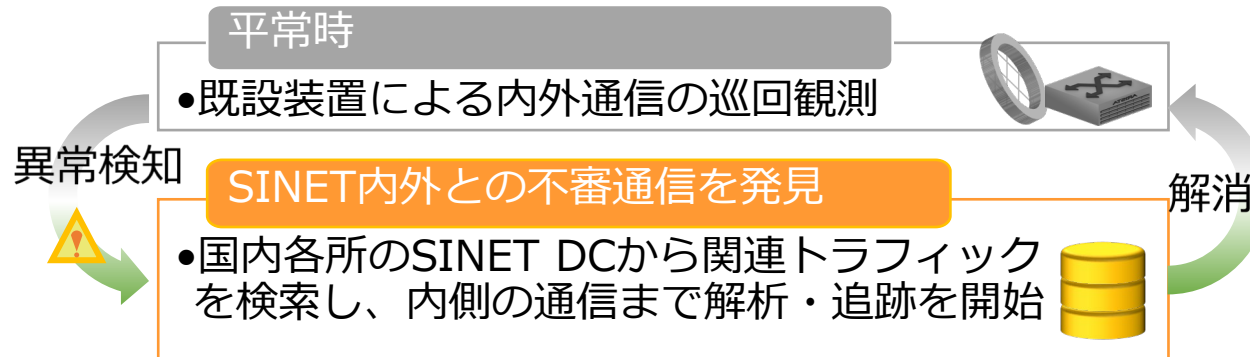 平常時
•既設装置による内外通信の巡回観測
異常検知
SINET内外との不審通信を発見
解消
•国内各所のSINET DCから関連トラフィック
を検索し、内側の通信まで解析・追跡を開始